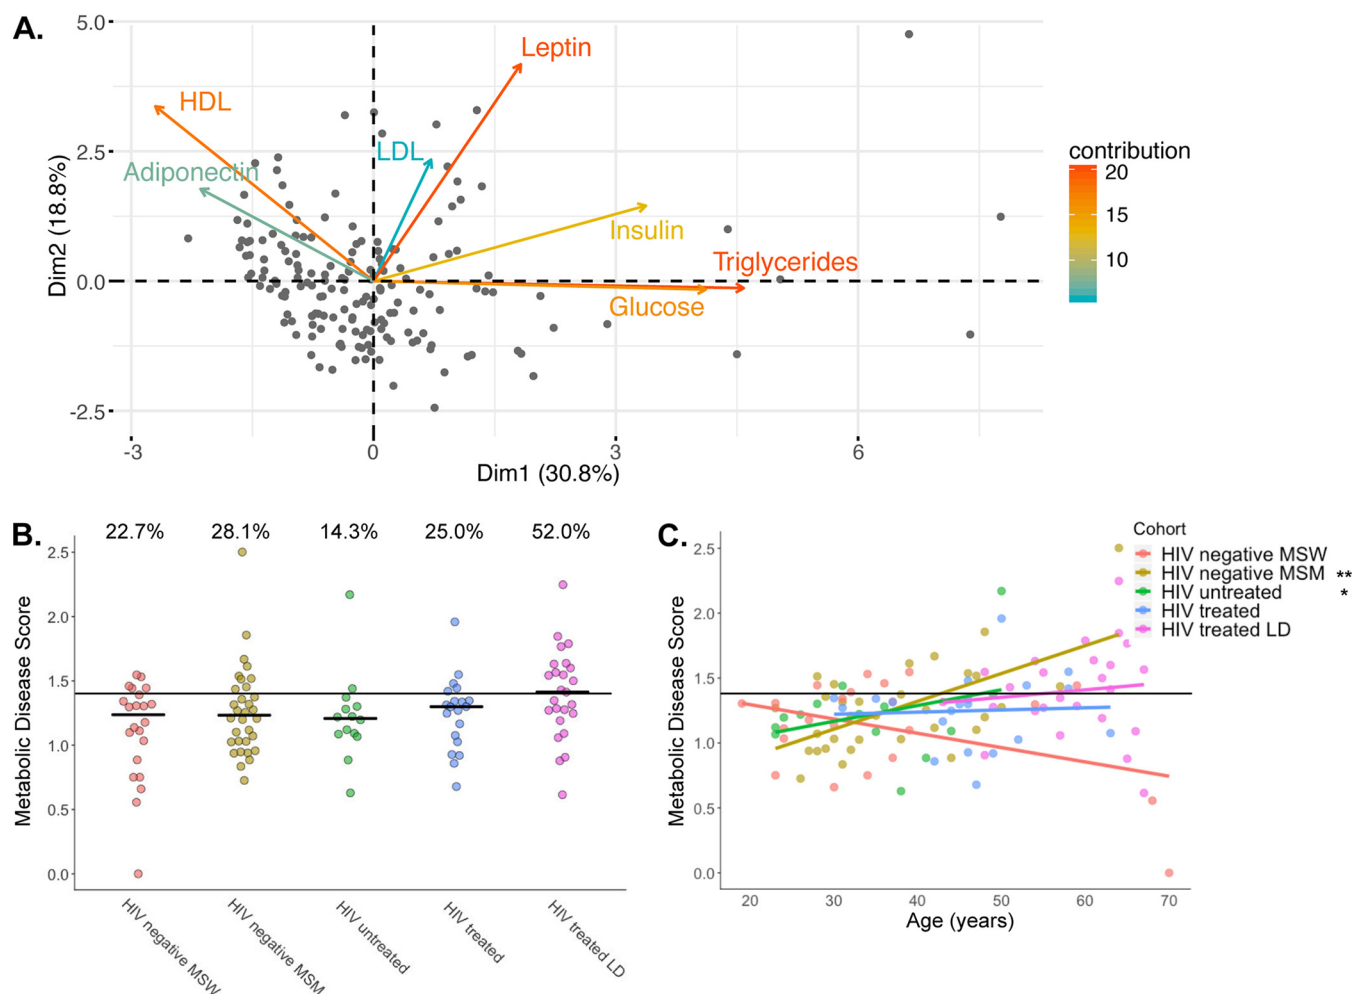 A.
5.0
2.5
0.0
-2.5
Dim2 (18.8%)
HDL
Adiponectin
LDL
Leptin
Insulin
Triglycerides
Glucose
contribution
20
15
10
-3 0 3 6
Dim1 (30.8%)
B.
22.7% 28.1% 14.3% 25.0% 52.0%
2.5
2.0
1.5
1.0
0.5
0.0
Metabolic Disease Score
HIV negative MSW
HIV negative MSM
HIV untreated
HIV treated
HIV treated LD
C.
Cohort
HIV negative MSW
HIV negative MSM **
HIV untreated *
HIV treated
HIV treated LD
2.5
2.0
1.5
1.0
0.5
0.0
Metabolic Disease Score
20 30 40 50 60 70
Age (years)